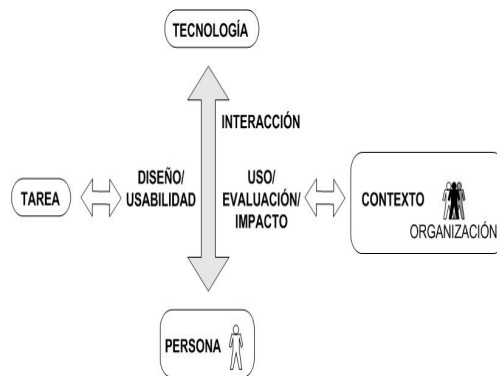 TECNOLOGÍA
INTERACCIÓN
TAREA
DISEÑO/
USABILIDAD
USO/
EVALUACIÓN/
IMPACTO
CONTEXTO
ORGANIZACIÓN
PERSONA